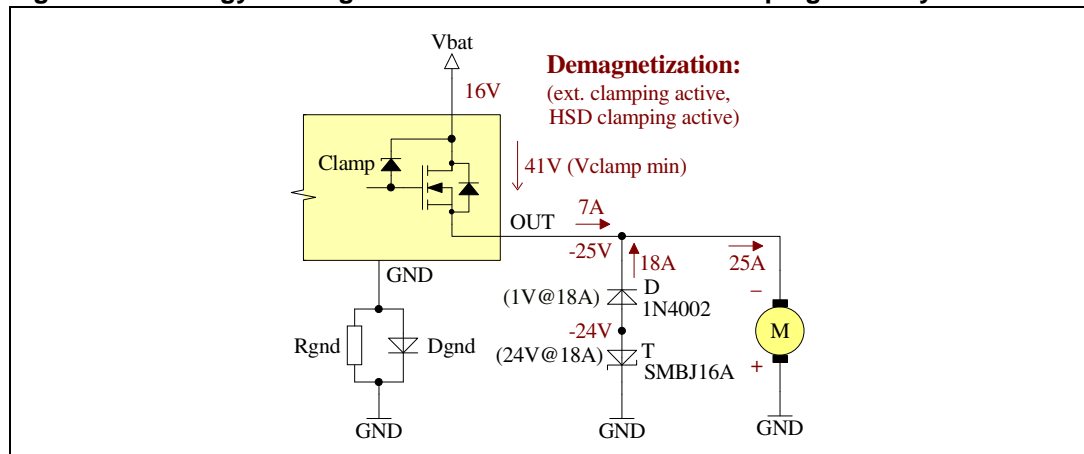 Vbat
16V
Demagnetization:
(ext. clamping active,
HSD clamping active)
Clamp
41V (Vclamp min)
OUT
7A
-25V
18A
25A
GND
(1V@18A)
D
1N4002
-24V
(24V@18A)
T
SMBJ16A
M
Rgnd
Dgnd
GND
GND
GND